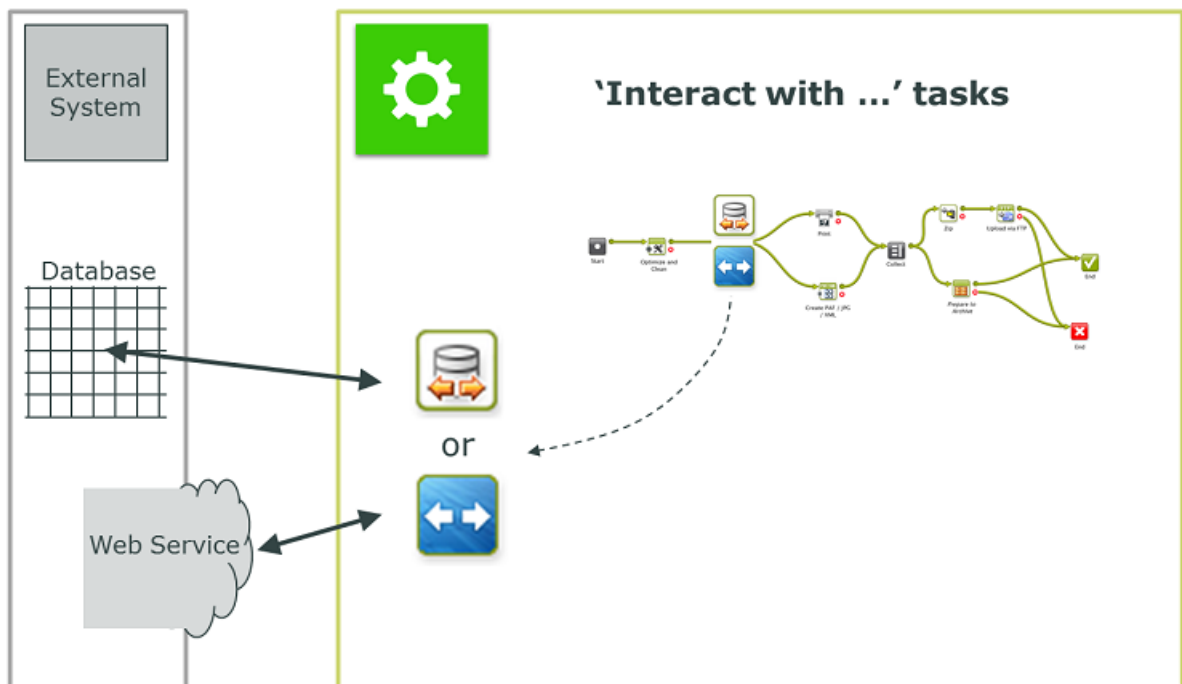 External
System
‘Interact with ...’ tasks
Database
or
Web Service
Start
Optimize and
Clean
Print
Create PAF / JPG
/ XML
Collect
Zip
Upload via FTP
Prepare to
Archive
End
End